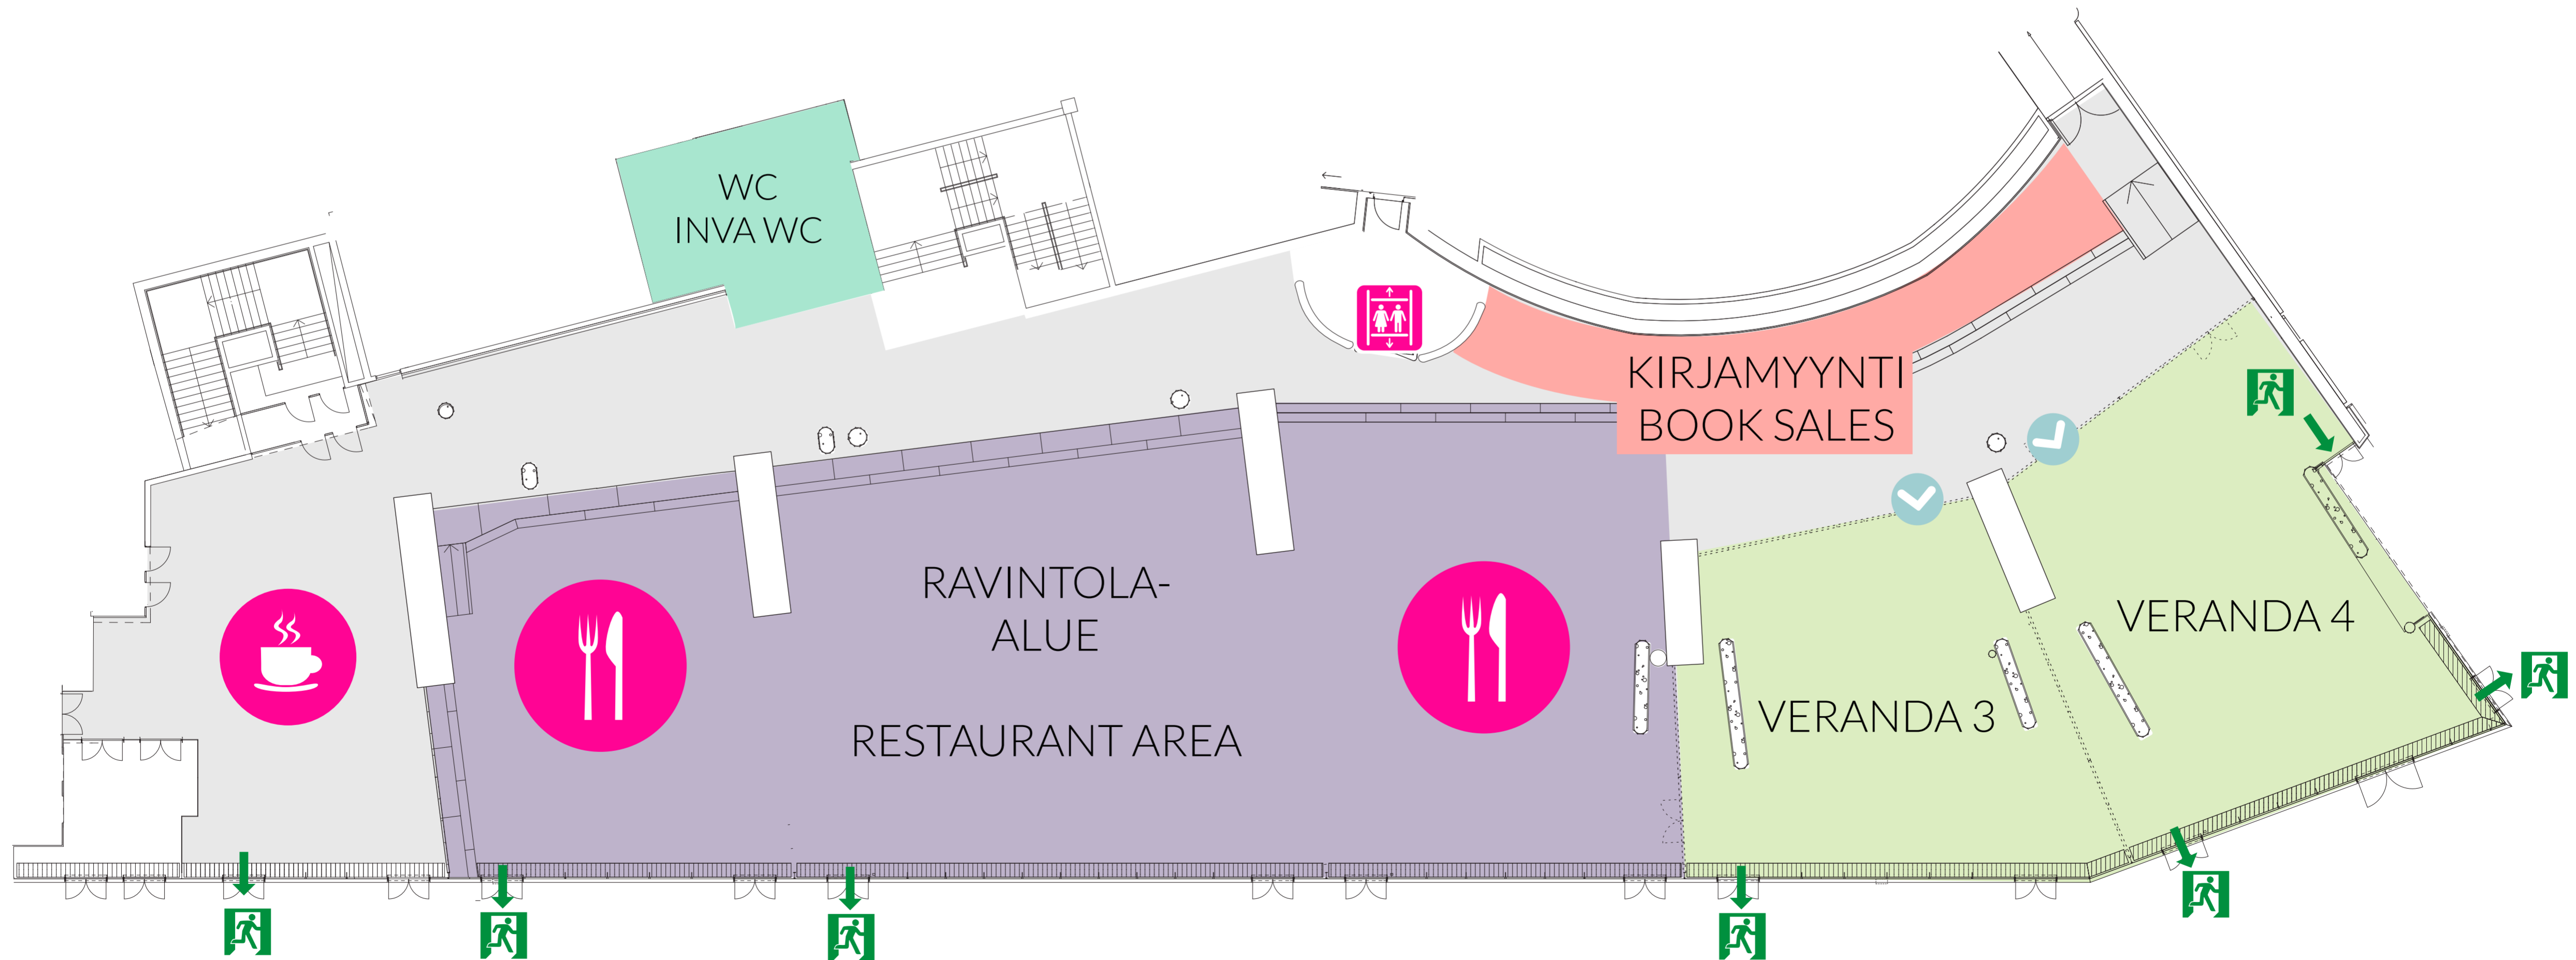 WC
INVA WC
KIRJAMYYNTI
BOOK SALES
RAVINTOLA-
ALUE
RESTAURANT AREA
VERANDA 3
VERANDA 4